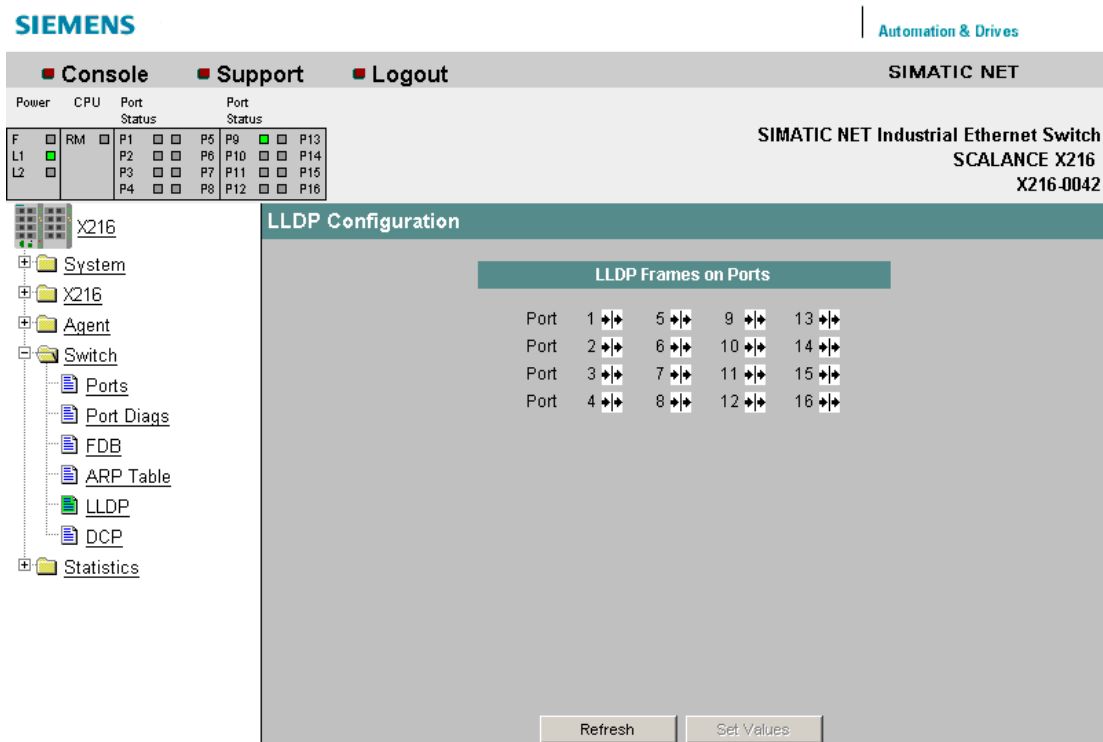 SIEMENS
Automation & Drives
Console Support Logout SIMATIC NET
Power CPU Port Status Port Status
F RM P1 P5 P9 P13
L1 P2 P6 P10 P14
L2 P3 P7 P11 P15
P4 P8 P12 P16
SIMATIC NET Industrial Ethernet Switch
SCALANCE X216
X216-0042
X216
System
X216
Agent
Switch
Ports
Port Diags
FDB
ARP Table
LLDP
DCP
Statistics
LLDP Configuration
LLDP Frames on Ports
Port 1 5 9 13
Port 2 6 10 14
Port 3 7 11 15
Port 4 8 12 16
Refresh Set Values